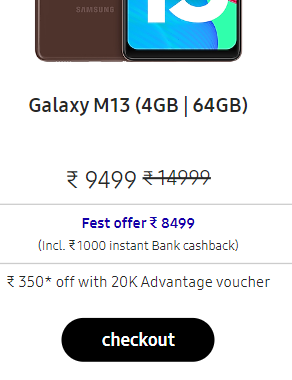 SAMSUNG
13
Galaxy M13 (4GB | 64GB)
₹ 9499 ₹ 14999
Fest offer ₹ 8499
(Incl. ₹1000 instant Bank cashback)
₹ 350* off with 20K Advantage voucher
checkout